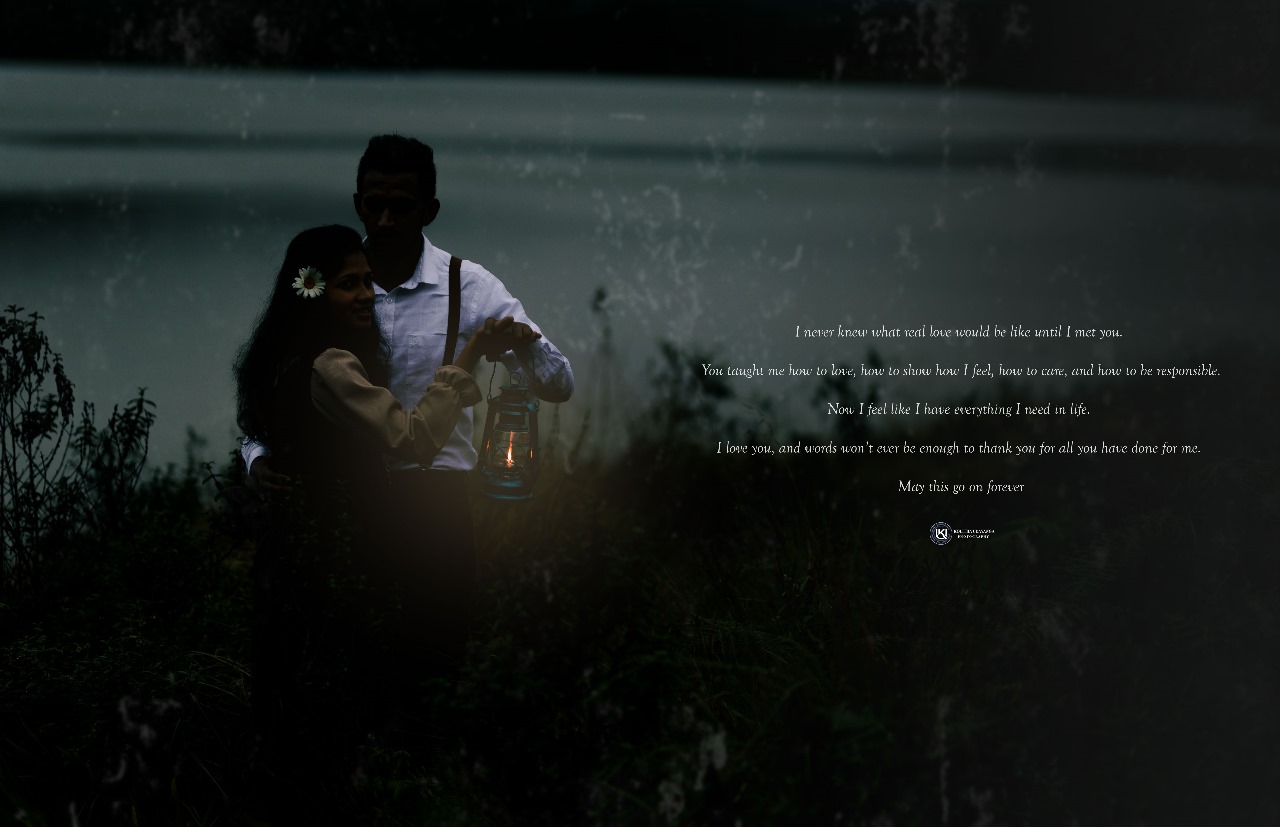 I never knew what real love would be like until I met you.
You taught me how to love, how to show how I feel, how to care, and how to be responsible.
Now I feel like I have everything I need in life.
I love you, and words won't ever be enough to thank you for all you have done for me.
May this go on forever
PHOTOGRAPHY